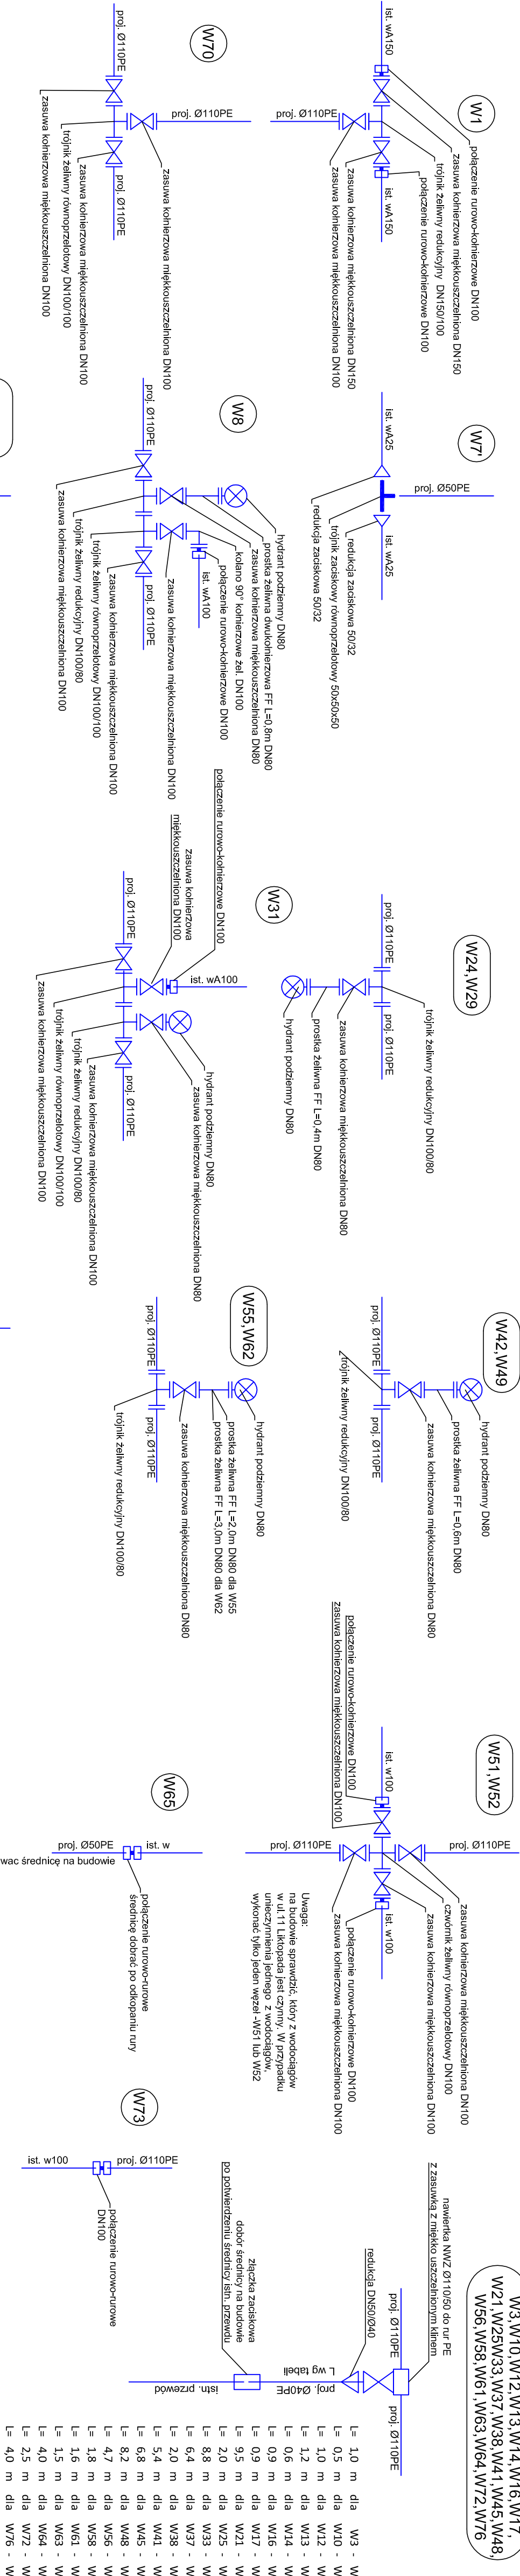 W1
ist. wA150
proj. Ø110PE
ist. wA150
połączenie rurowo-kołnierzowe DN100
zasuwa kołnierzowa miękkouszczelniona DN150
trójnik żeliwny redukcyjny DN150/100
połączenie rurowo-kołnierzowe DN100
zasuwa kołnierzowa miękkouszczelniona DN150
zasuwa kołnierzowa miękkouszczelniona DN100
W7'
ist. wA25
proj. Ø50PE
ist. wA25
redukcja zaciskowa 50/32
trójnik zaciskowy równoprzelotowy 50x50x50
redukcja zaciskowa 50/32
W24,W29
proj. Ø110PE
proj. Ø110PE
trójnik żeliwny redukcyjny DN100/80
zasuwa kołnierzowa miękkouszczelniona DN80
prostka żeliwna FF L=0,4m DN80
hydrant podziemny DN80
W42,W49
proj. Ø110PE
proj. Ø110PE
hydrant podziemny DN80
prostka żeliwna FF L=0,6m DN80
zasuwa kołnierzowa miękkouszczelniona DN80
trójnik żeliwny redukcyjny DN100/80
W51,W52
ist. w100
ist. w100
proj. Ø110PE
proj. Ø110PE
połączenie rurowo-kołnierzowe DN100
zasuwa kołnierzowa miękkouszczelniona DN100
zasuwa kołnierzowa miękkouszczelniona DN100
czwórnik żeliwny równoprzelotowy DN100
zasuwa kołnierzowa miękkouszczelniona DN100
połączenie rurowo-kołnierzowe DN100
zasuwa kołnierzowa miękkouszczelniona DN100
Uwaga:
na budowie sprawdzić, który z wodociągów
w ul.11 Listopada jest czynny. W przypadku
unieczynnienia jednego z wodociągów,
wykonać tylko jeden węzeł -W51 lub W52
W3,W10,W12,W13,W14,W16,W17,
W21,W25W33,W37,W38,W41,W45,W48,
W56,W58,W61,W63,W64,W72,W76
nawiertka NWZ Ø110/50 do rur PE
z zasuwką z miękko uszczelnionym klinem
proj. Ø110PE
proj. Ø110PE
redukcja DN50/Ø40
proj. Ø40PE
L wg tabeli
istn. przewód
złączka zaciskowa
dobór średnicy na budowie
po potwierdzeniu średnicy istn. przewodu
L= 1,0 m dla W3 - W
L= 0,5 m dla W10 - W
L= 1,0 m dla W12 - W
L= 1,2 m dla W13 - W
L= 0,6 m dla W14 - W
L= 0,9 m dla W16 - W
L= 0,9 m dla W17 - W
L= 9,5 m dla W21 - W
L= 2,0 m dla W25 - W
L= 8,8 m dla W33 - W
L= 6,4 m dla W37 - W
L= 2,0 m dla W38 - W
L= 5,4 m dla W41 - W
L= 6,8 m dla W45 - W
L= 8,2 m dla W48 - W
L= 4,7 m dla W56 - W
L= 1,8 m dla W58 - W
L= 1,6 m dla W61 - W
L= 1,5 m dla W63 - W
L= 4,0 m dla W64 - W
L= 2,5 m dla W72 - W
L= 4,0 m dla W76 - W
W70
proj. Ø110PE
proj. Ø110PE
proj. Ø110PE
zasuwa kołnierzowa miękkouszczelniona DN100
zasuwa kołnierzowa miękkouszczelniona DN100
trójnik żeliwny równoprzelotowy DN100/100
zasuwa kołnierzowa miękkouszczelniona DN100
W8
proj. Ø110PE
proj. Ø110PE
ist. wA100
hydrant podziemny DN80
prostka żeliwna dwukołnierzowa FF L=0,8m DN80
zasuwa kołnierzowa miękkouszczelniona DN80
kolano 90° kołnierzowe żel. DN100
połączenie rurowo-kołnierzowe DN100
zasuwa kołnierzowa miękkouszczelniona DN100
zasuwa kołnierzowa miękkouszczelniona DN100
trójnik żeliwny równoprzelotowy DN100/100
trójnik żeliwny redukcyjny DN100/80
zasuwa kołnierzowa miękkouszczelniona DN100
W31
połączenie rurowo-kołnierzowe DN100
zasuwa kołnierzowa
miękkouszczelniona DN100
ist. wA100
proj. Ø110PE
proj. Ø110PE
hydrant podziemny DN80
zasuwa kołnierzowa miękkouszczelniona DN80
zasuwa kołnierzowa miękkouszczelniona DN100
trójnik żeliwny redukcyjny DN100/80
trójnik żeliwny równoprzelotowy DN100/100
zasuwa kołnierzowa miękkouszczelniona DN100
W55,W62
proj. Ø110PE
proj. Ø110PE
hydrant podziemny DN80
prostka żeliwna FF L=2,0m DN80 dla W55
prostka żeliwna FF L=3,0m DN80 dla W62
zasuwa kołnierzowa miękkouszczelniona DN80
trójnik żeliwny redukcyjny DN100/80
W65
proj. Ø50PE
ist. w
wac średnicę na budowie
połączenie rurowo-rurowe
średnicę dobrać po odkopaniu rury
W73
ist. w100
proj. Ø110PE
połączenie rurowo-rurowe
DN100